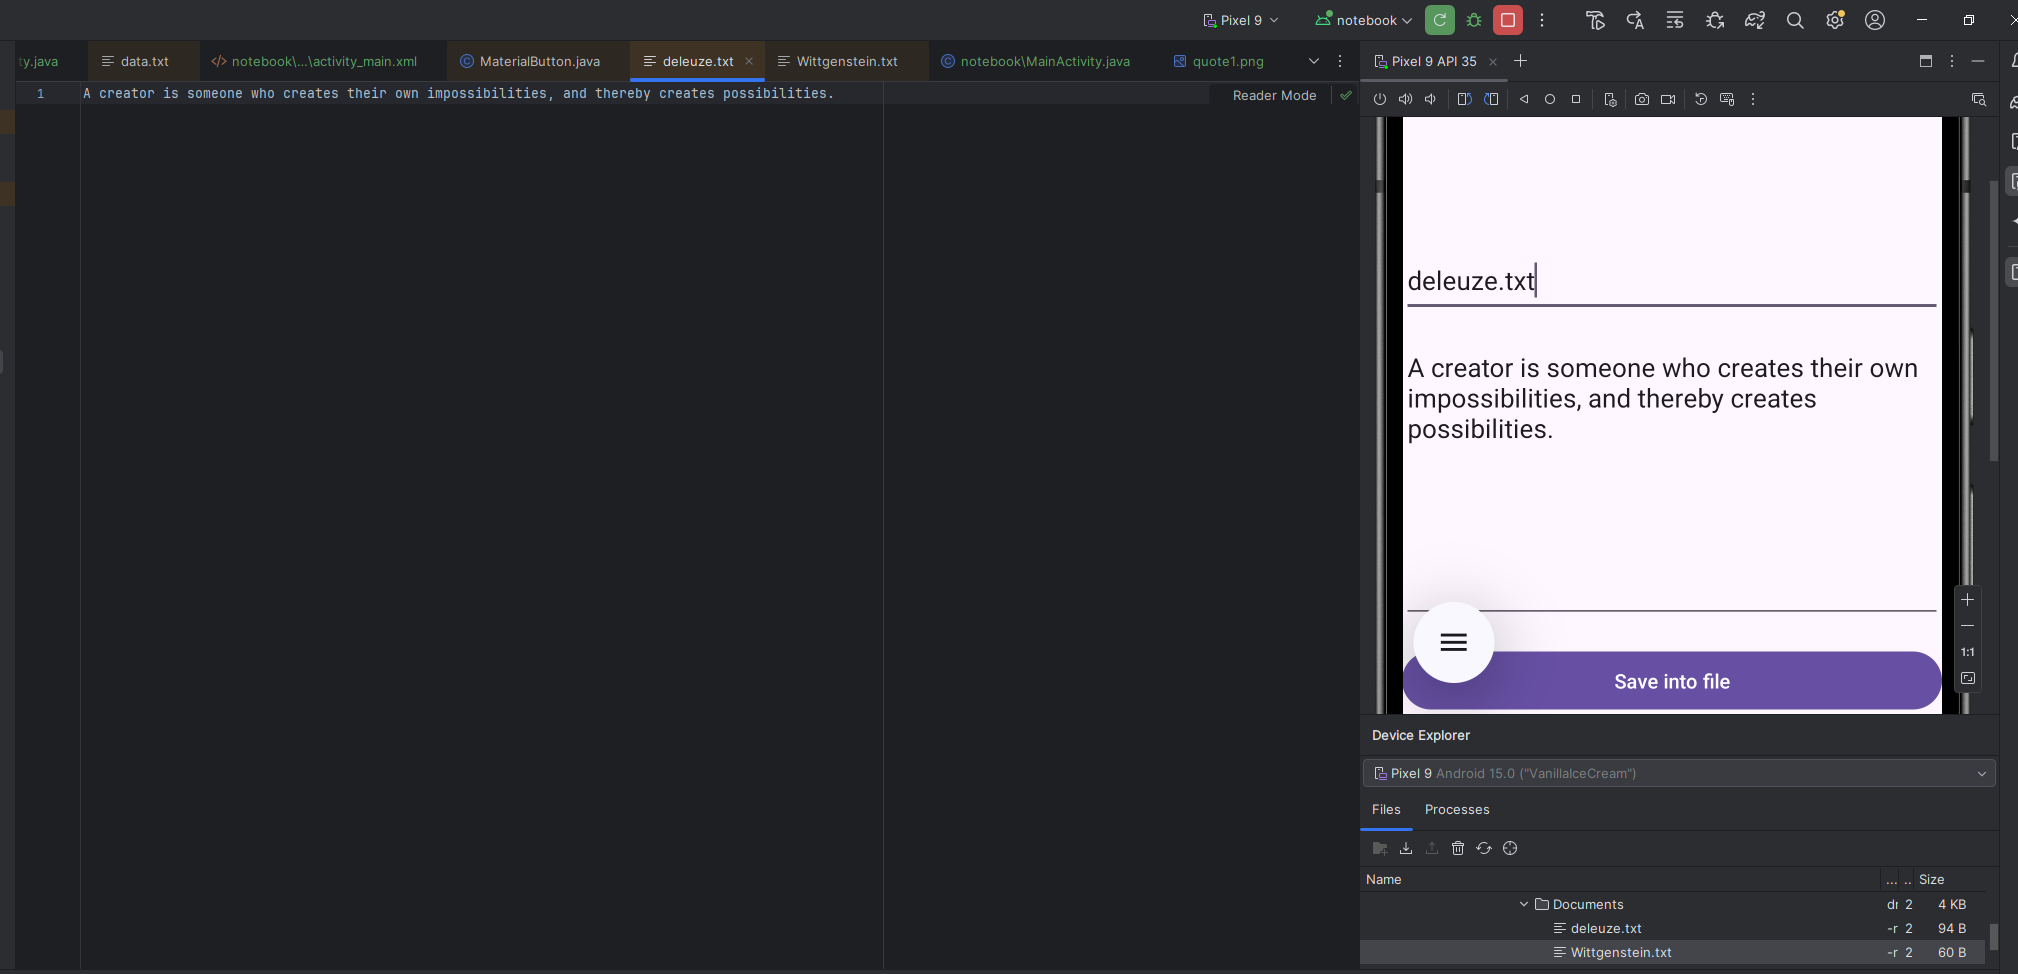 Pixel 9
notebook
ty.java
data.txt
notebook\...\activity_main.xml
MaterialButton.java
deleuze.txt
Wittgenstein.txt
notebook\MainActivity.java
quote1.png
Pixel 9 API 35
1
A creator is someone who creates their own impossibilities, and thereby creates possibilities.
Reader Mode
deleuze.txt
A creator is someone who creates their own
impossibilities, and thereby creates
possibilities.
1:1
Save into file
Device Explorer
Pixel 9 Android 15.0 ("VanillaIceCream")
Files Processes
Name ... .. Size
Documents dr 2 4 KB
deleuze.txt -r 2 94 B
Wittgenstein.txt -r 2 60 B